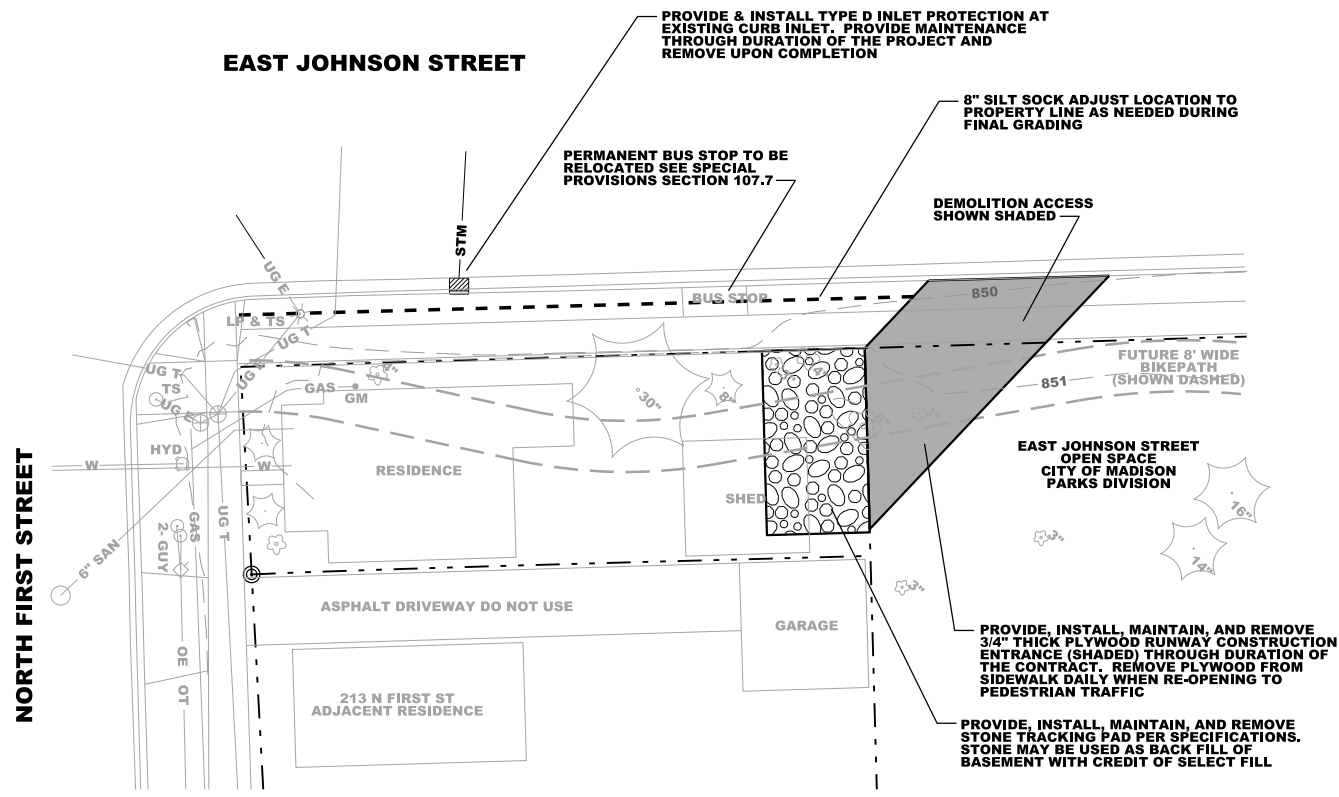 PROVIDE & INSTALL TYPE D INLET PROTECTION AT
EXISTING CURB INLET. PROVIDE MAINTENANCE
THROUGH DURATION OF THE PROJECT AND
REMOVE UPON COMPLETION
EAST JOHNSON STREET
8" SILT SOCK ADJUST LOCATION TO
PROPERTY LINE AS NEEDED DURING
FINAL GRADING
PERMANENT BUS STOP TO BE
RELOCATED SEE SPECIAL
PROVISIONS SECTION 107.7
DEMOLITION ACCESS
SHOWN SHADED
STM
UG E
BUS STOP
850
LP & TS
UG T
UG E
UG T
TS
UG E
GAS
GM
4"
30"
8"
4"
FUTURE 8' WIDE
BIKEPATH
(SHOWN DASHED)
851
HYD
W
W
RESIDENCE
SHED
EAST JOHNSON STREET
OPEN SPACE
CITY OF MADISON
PARKS DIVISION
16"
14"
3"
3"
NORTH FIRST STREET
6" SAN
2- GUY
GAS
UG T
OE
OT
ASPHALT DRIVEWAY DO NOT USE
GARAGE
213 N FIRST ST
ADJACENT RESIDENCE
PROVIDE, INSTALL, MAINTAIN, AND REMOVE
3/4" THICK PLYWOOD RUNWAY CONSTRUCTION
ENTRANCE (SHADED) THROUGH DURATION OF
THE CONTRACT. REMOVE PLYWOOD FROM
SIDEWALK DAILY WHEN RE-OPENING TO
PEDESTRIAN TRAFFIC
PROVIDE, INSTALL, MAINTAIN, AND REMOVE
STONE TRACKING PAD PER SPECIFICATIONS.
STONE MAY BE USED AS BACK FILL OF
BASEMENT WITH CREDIT OF SELECT FILL